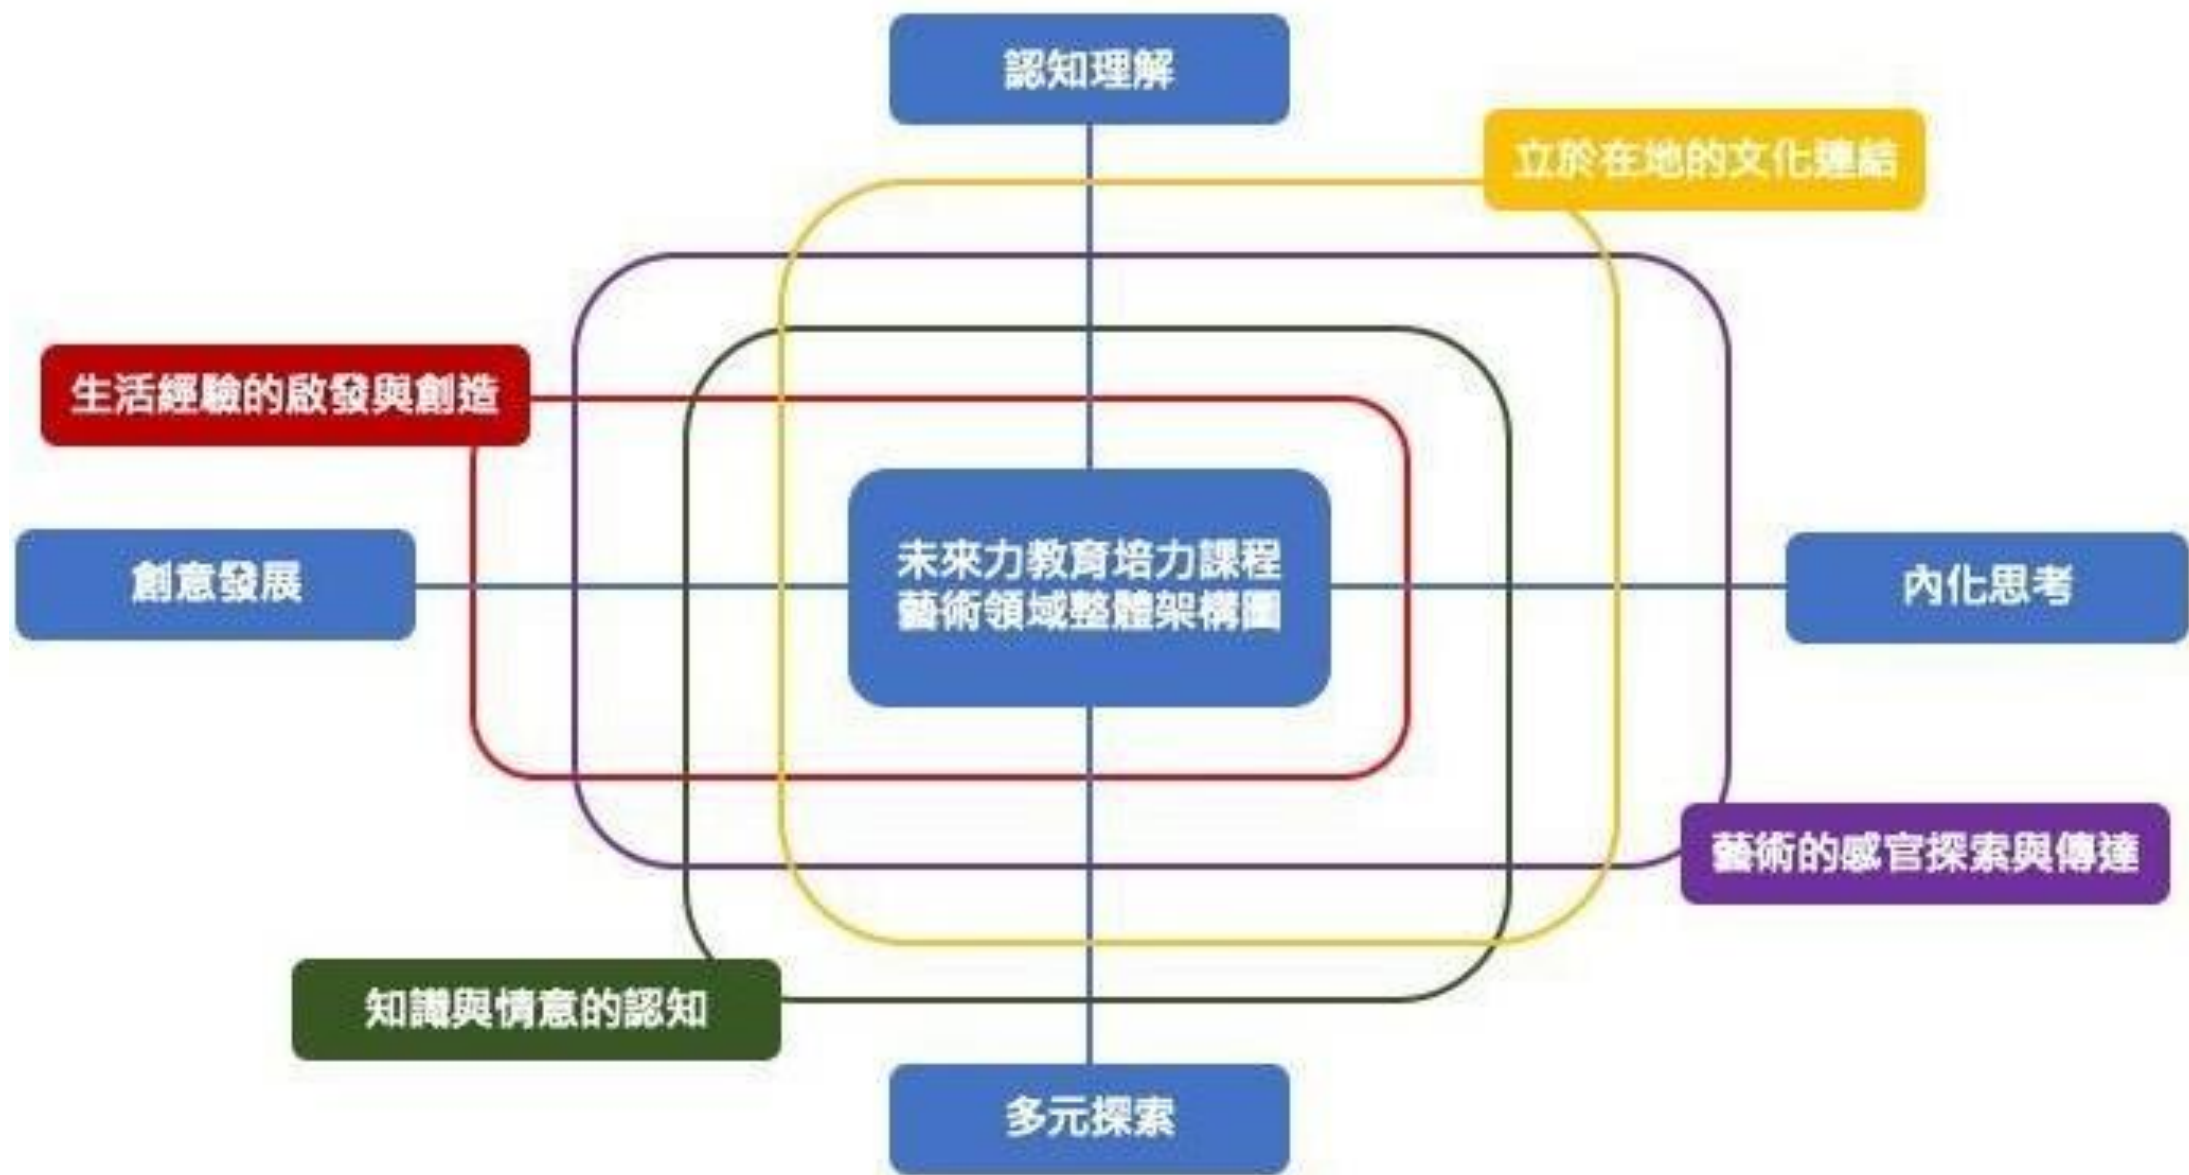 認知理解
立於在地的文化連結
生活經驗的啟發與創造
未來力教育培力課程
藝術領域整體架構圖
創意發展
內化思考
藝術的感官探索與傳達
知識與情意的認知
多元探索